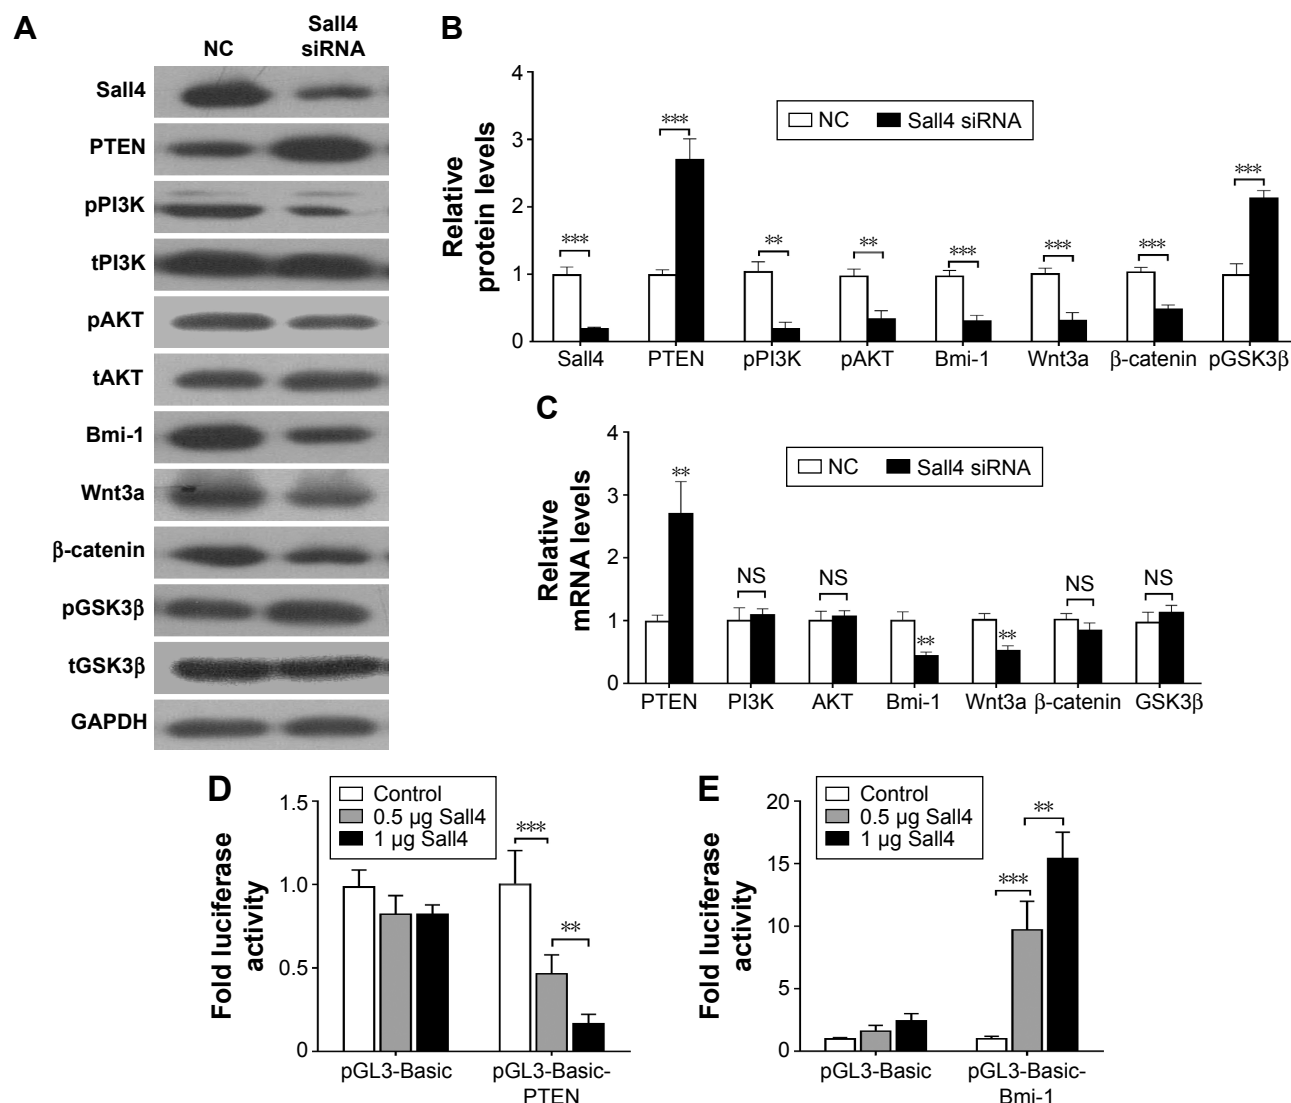 A
NC
Sall4
siRNA
Sall4
PTEN
pPI3K
tPI3K
pAKT
tAKT
Bmi-1
Wnt3a
β-catenin
pGSK3β
tGSK3β
GAPDH
B
Relative
protein levels
4
3
2
1
0
NC
Sall4 siRNA
***
***
**
**
***
***
***
***
Sall4
PTEN
pPI3K
pAKT
Bmi-1
Wnt3a
β-catenin
pGSK3β
C
Relative
mRNA levels
4
3
2
1
0
NC
Sall4 siRNA
**
NS
NS
**
**
NS
NS
PTEN
PI3K
AKT
Bmi-1
Wnt3a
β-catenin
GSK3β
D
Fold luciferase
activity
1.5
1.0
0.5
0
Control
0.5 µg Sall4
1 µg Sall4
***
**
pGL3-Basic
pGL3-Basic-
PTEN
E
Fold luciferase
activity
20
15
10
5
0
Control
0.5 µg Sall4
1 µg Sall4
***
**
pGL3-Basic
pGL3-Basic-
Bmi-1